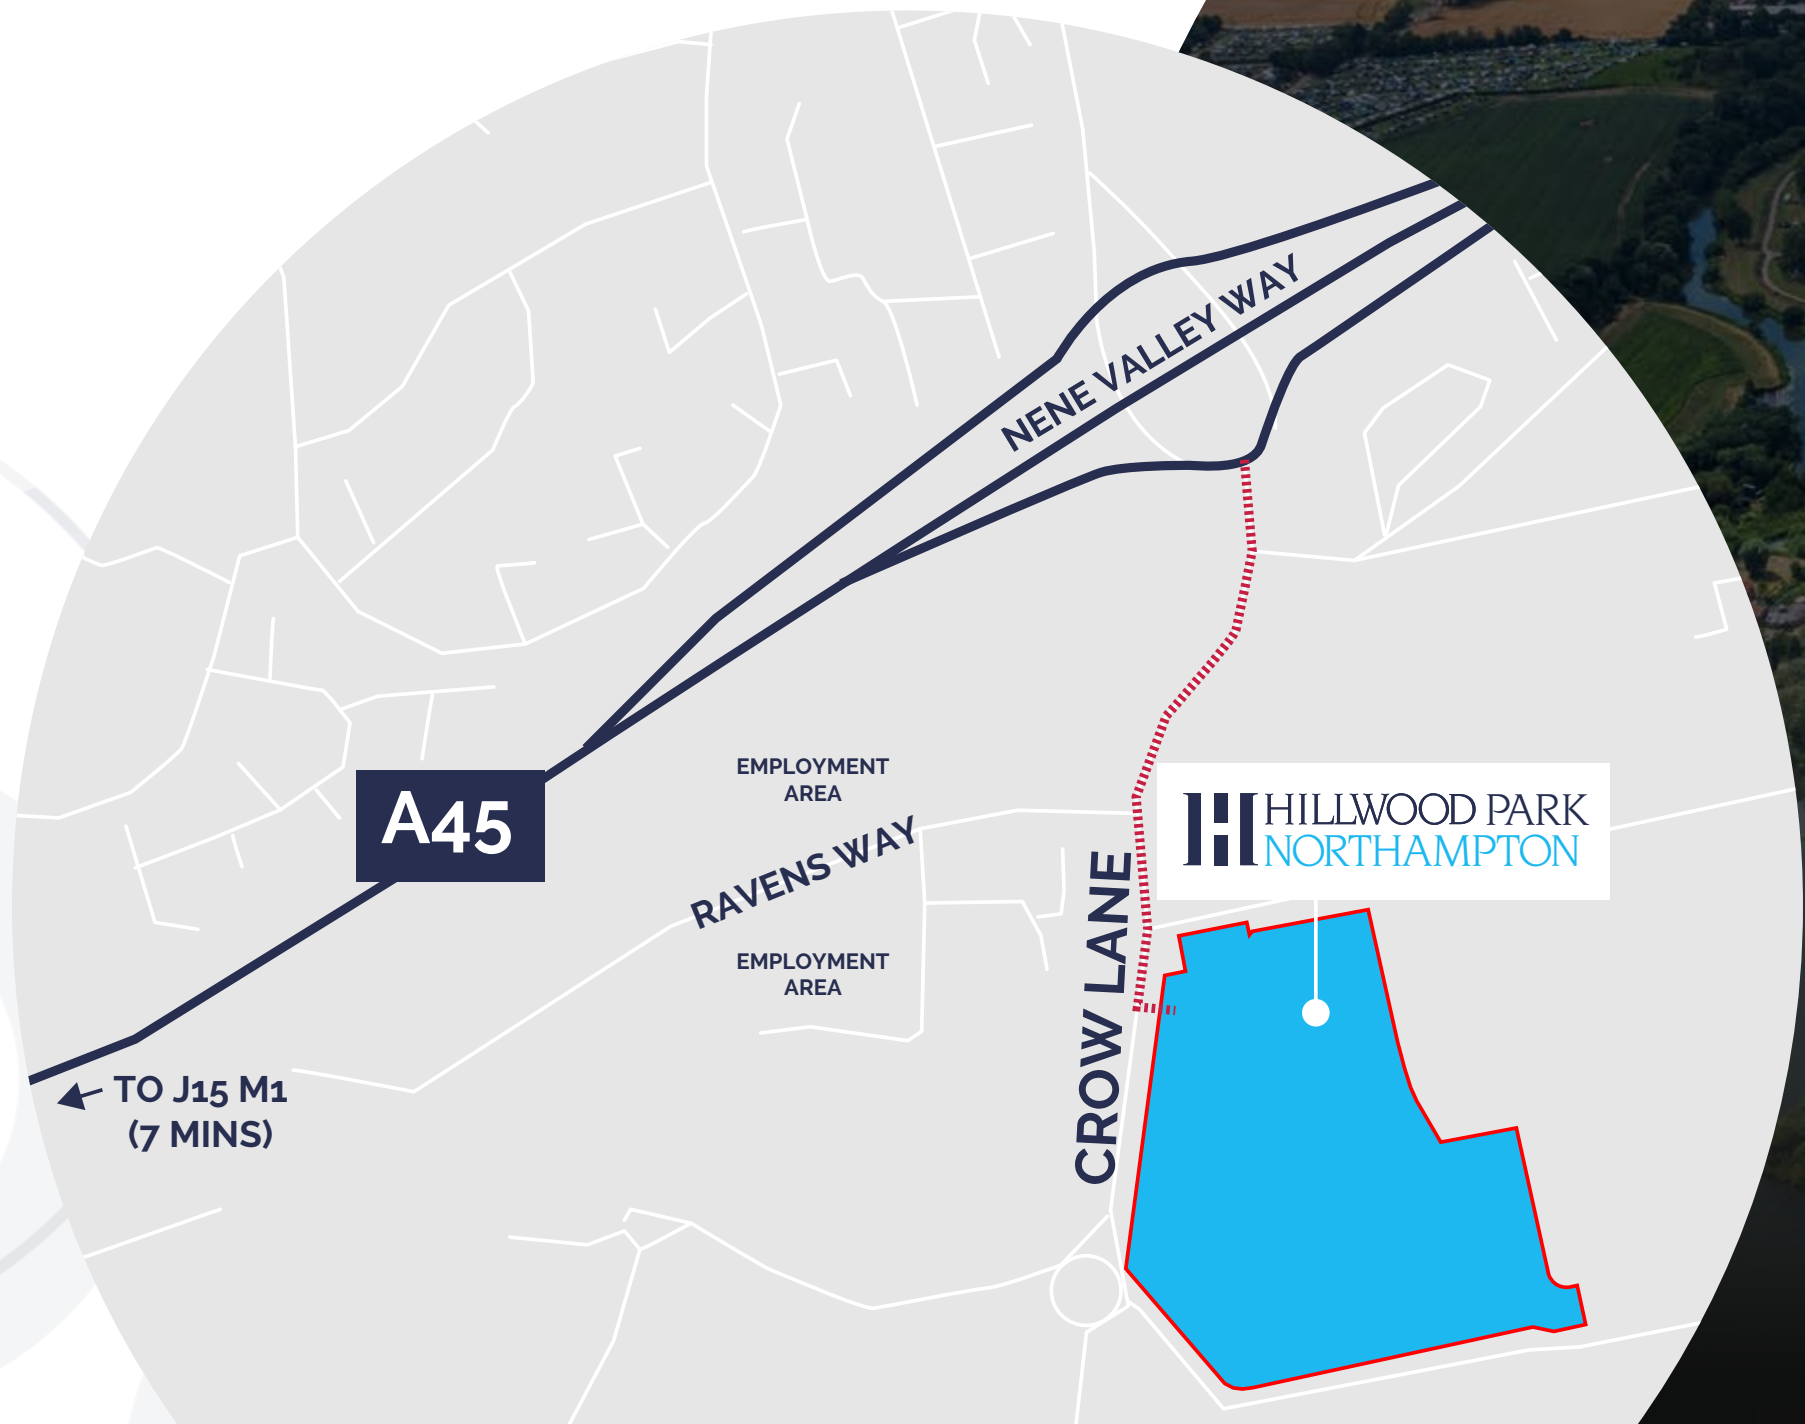 NENE VALLEY WAY
EMPLOYMENT
AREA
A45
HILLWOOD PARK
NORTHAMPTON
RAVENS WAY
CROW LANE
EMPLOYMENT
AREA
TO J15 M1
(7 MINS)